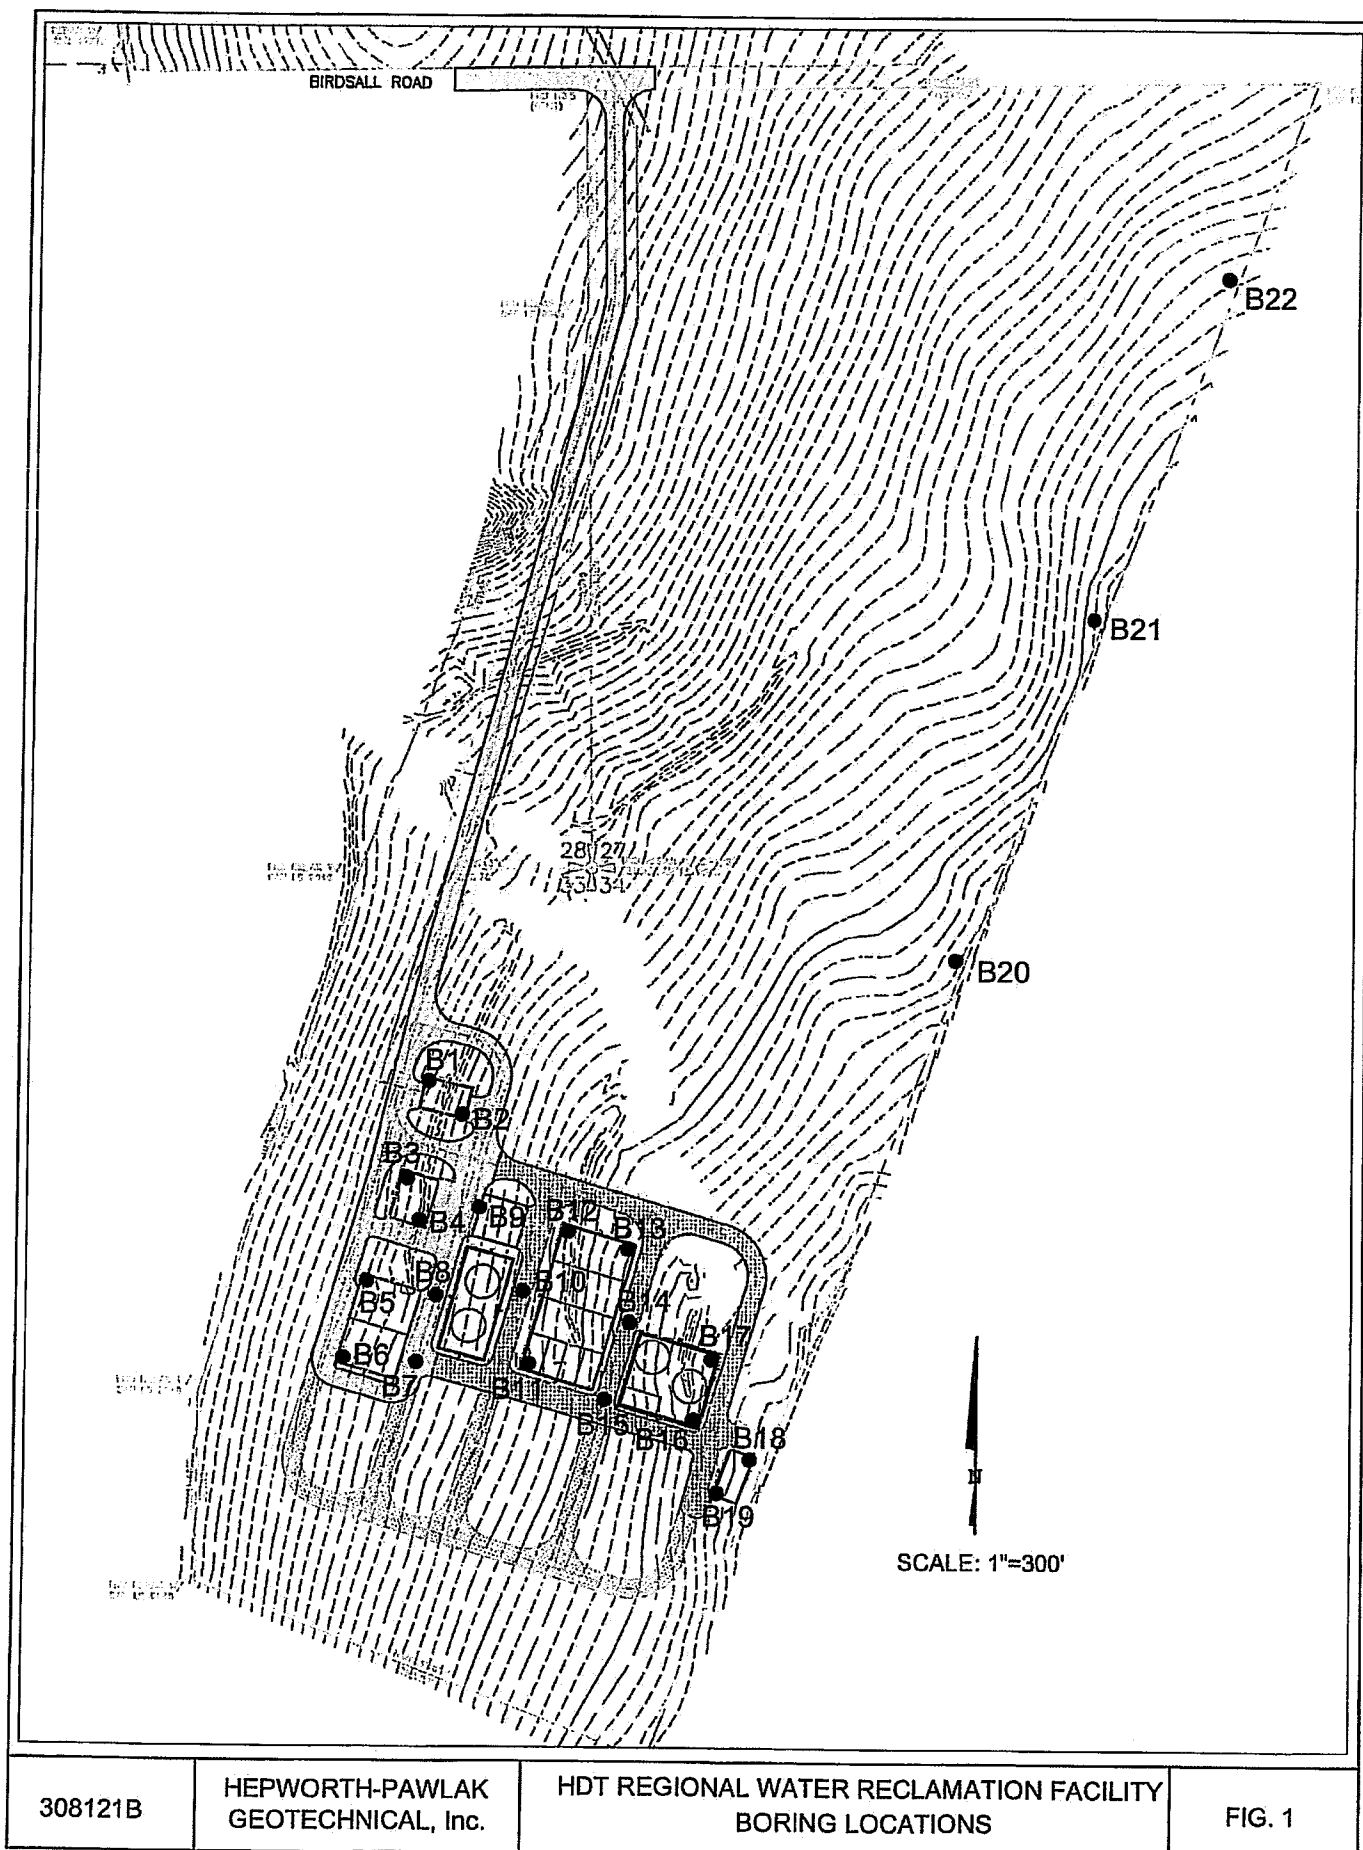 BIRDSALL ROAD
B22
B21
28 27
33 34
B20
B1
B2
B3
B4
B9
B12
B13
B8
B10
B5
B14
B17
B6
B7
B11
B15
B16
B18
B19
N
SCALE: 1"=300'
308121B
HEPWORTH-PAWLAK
GEOTECHNICAL, Inc.
HDT REGIONAL WATER RECLAMATION FACILITY
BORING LOCATIONS
FIG. 1